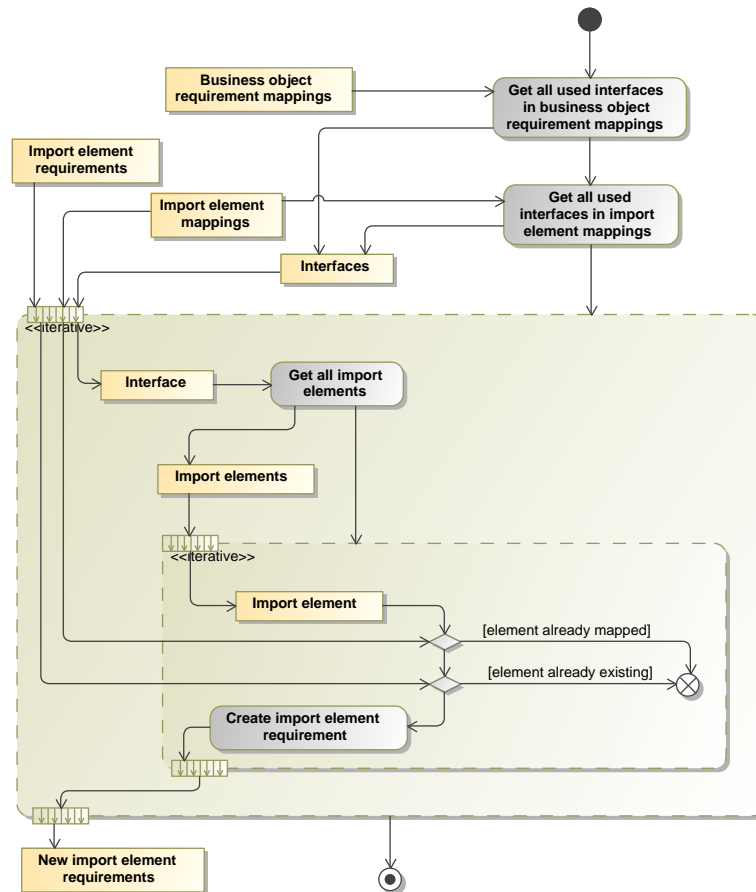 Business object
requirement mappings
Get all used interfaces
in business object
requirement mappings
Import element
requirements
Import element
mappings
Get all used
interfaces in import
element mappings
Interfaces
<<iterative>>
Interface
Get all import
elements
Import elements
<<iterative>>
Import element
[element already mapped]
[element already existing]
Create import element
requirement
New import element
requirements